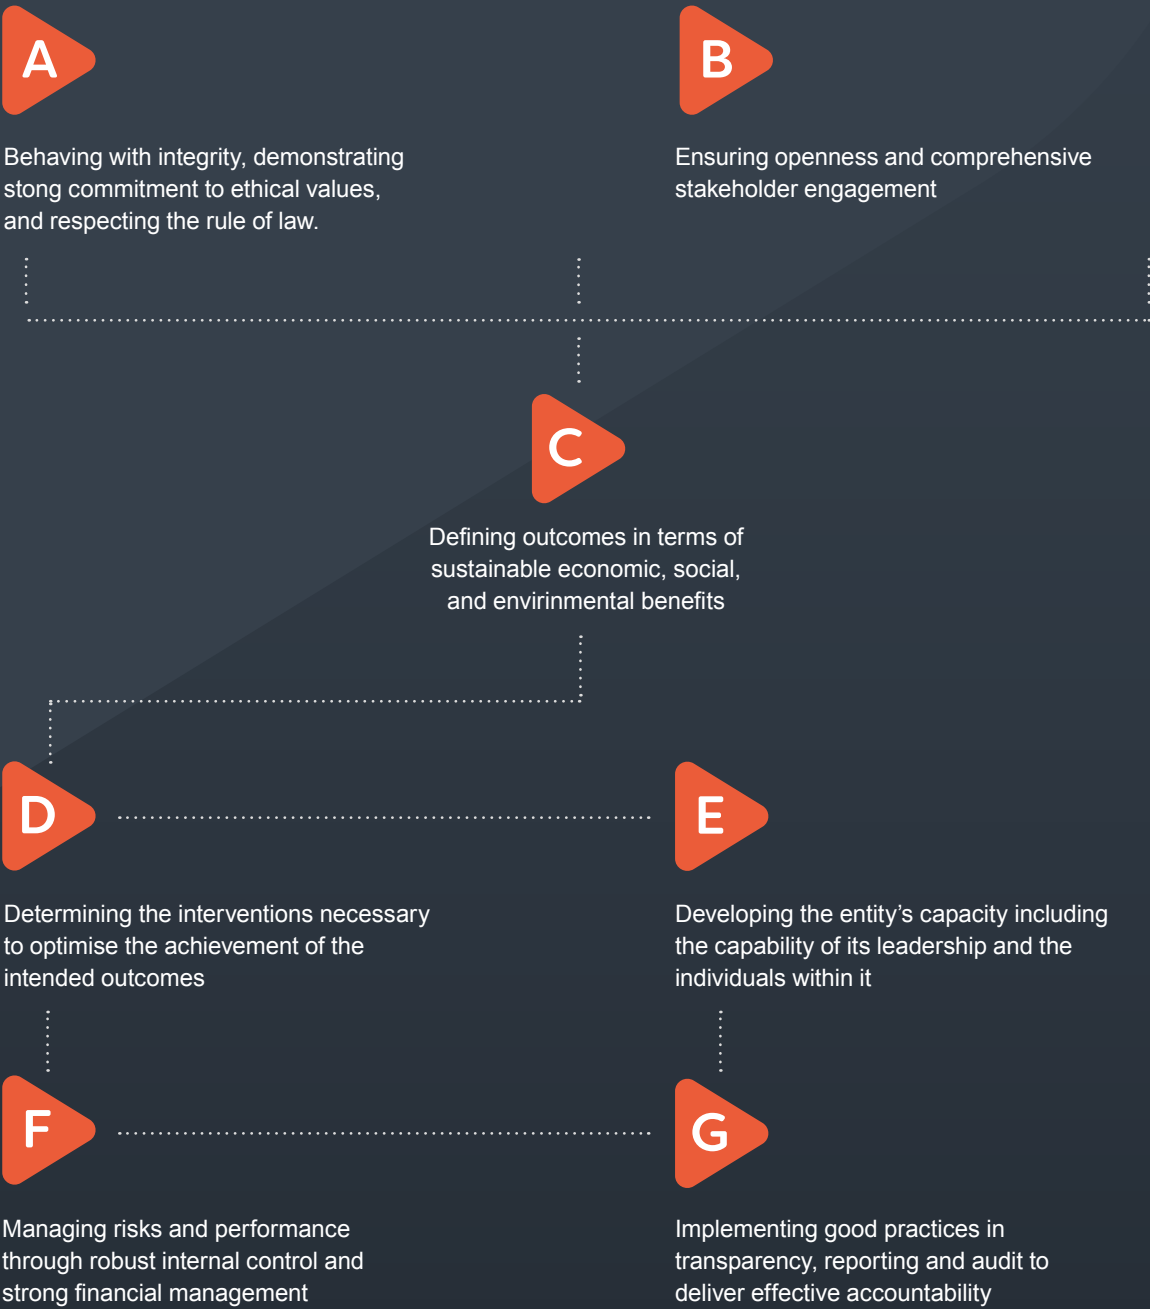 A
Behaving with integrity, demonstrating
stong commitment to ethical values,
and respecting the rule of law.
B
Ensuring openness and comprehensive
stakeholder engagement
C
Defining outcomes in terms of
sustainable economic, social,
and envirinmental benefits
D
Determining the interventions necessary
to optimise the achievement of the
intended outcomes
E
Developing the entity’s capacity including
the capability of its leadership and the
individuals within it
F
Managing risks and performance
through robust internal control and
strong financial management
G
Implementing good practices in
transparency, reporting and audit to
deliver effective accountability